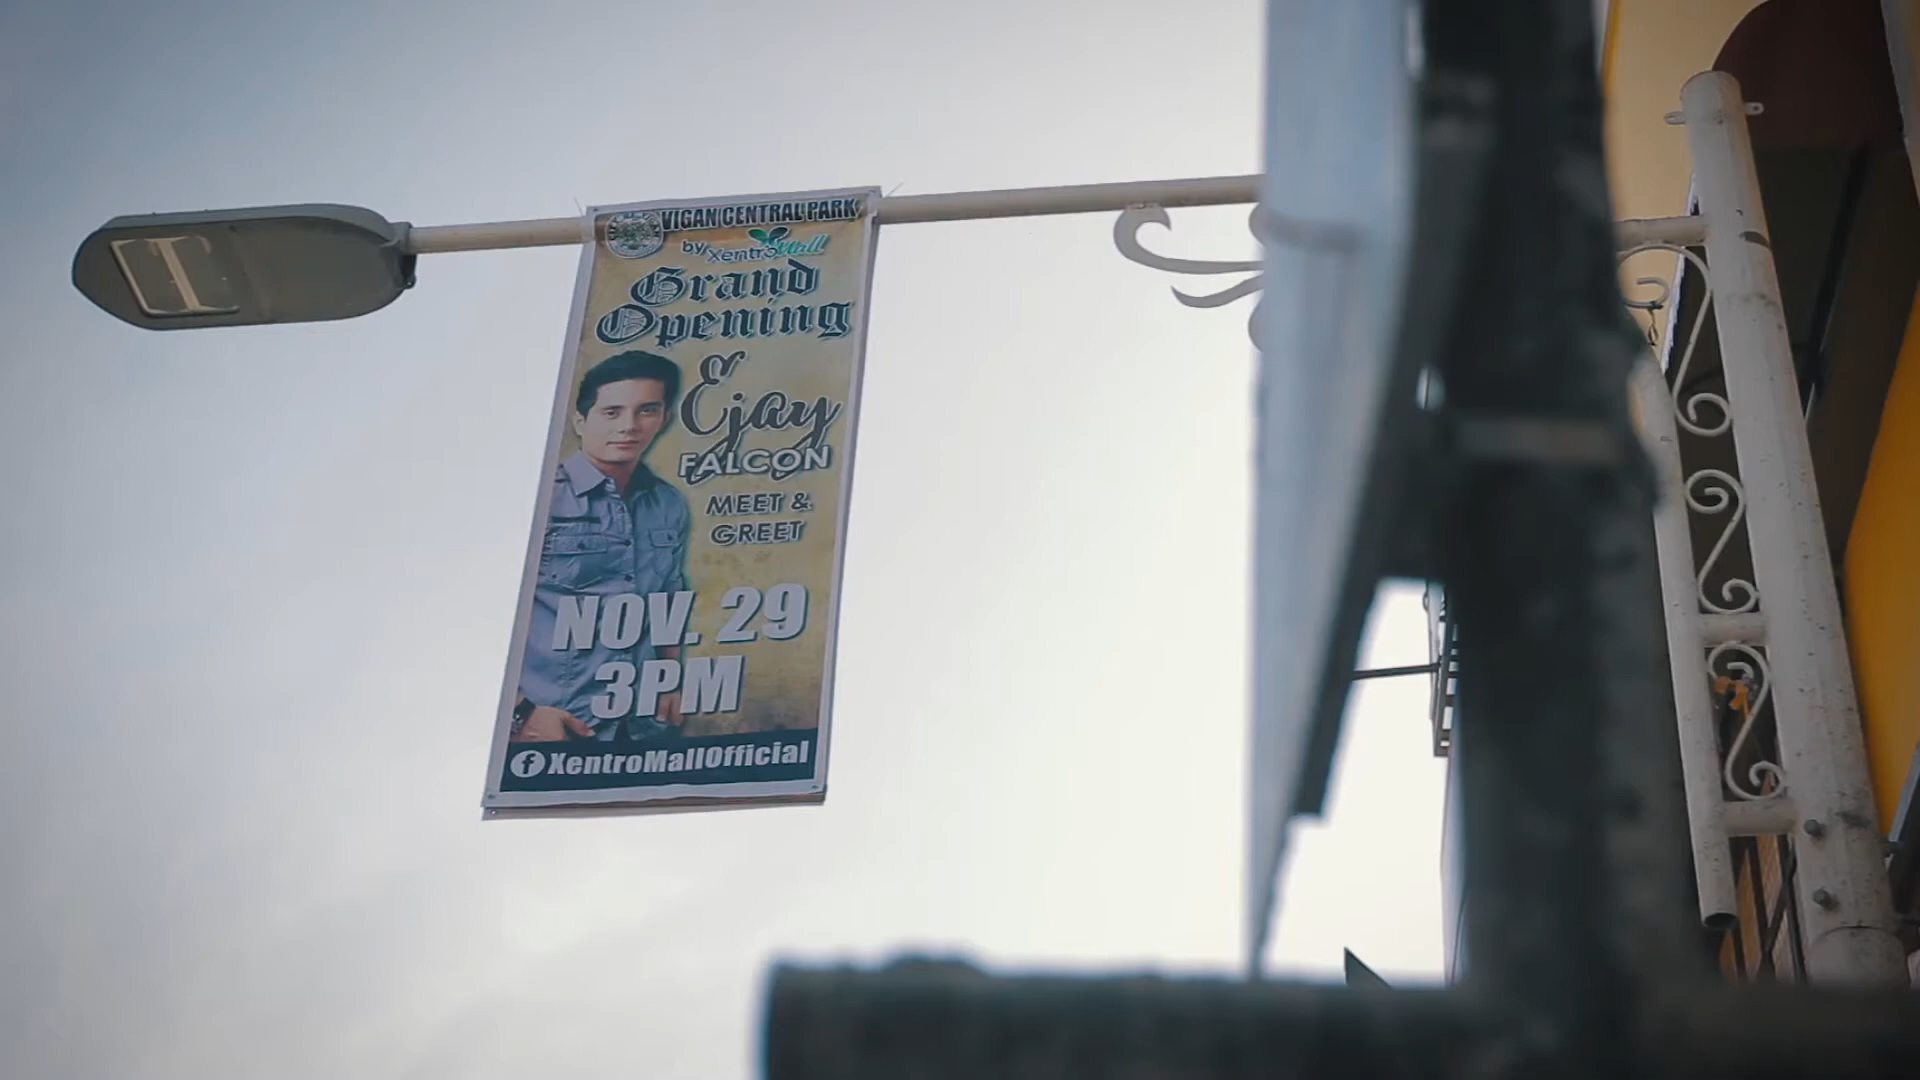 VIGAN CENTRAL PARK
by XentroMall
Grand
Opening
Ejay
FALCON
MEET &
GREET
NOV. 29
3PM
f XentroMallOfficial